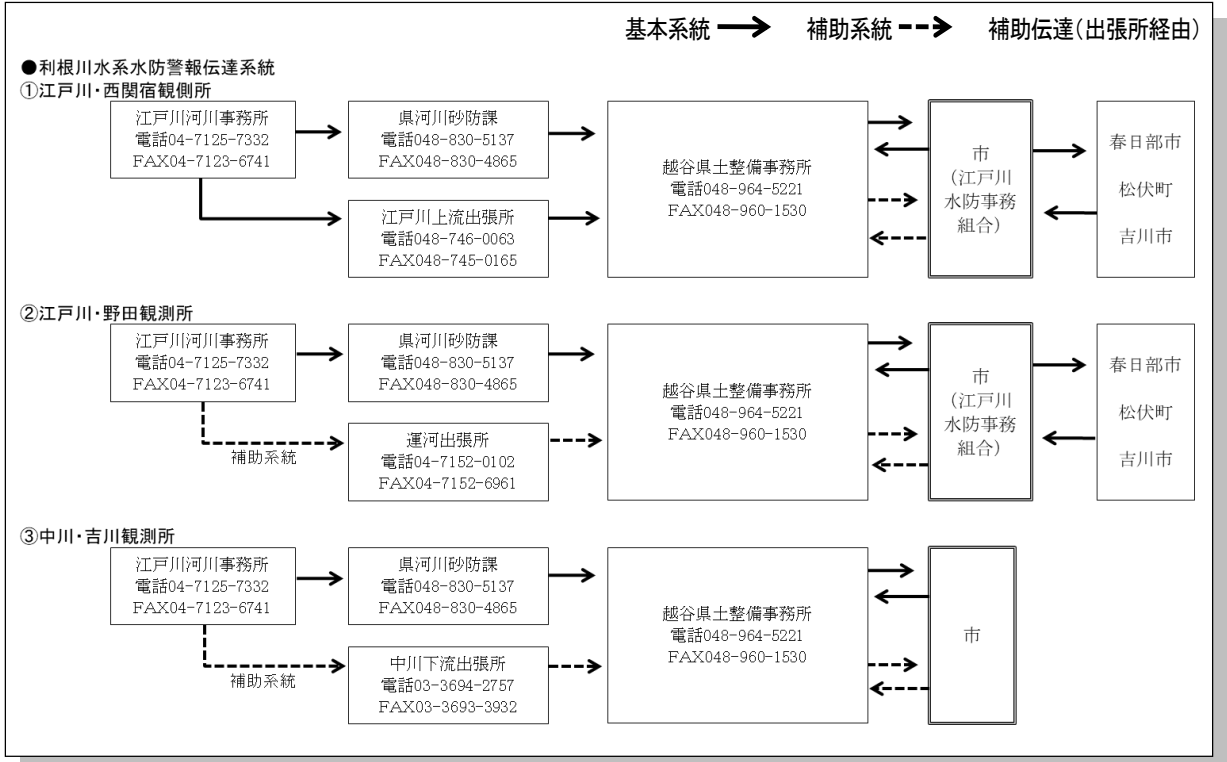 基本系統 補助系統 補助伝達(出張所経由)
●利根川水系水防警報伝達系統
①江戸川・西関宿観側所
江戸川河川事務所
電話04-7125-7332
FAX04-7123-6741
県河川砂防課
電話048-830-5137
FAX048-830-4865
江戸川上流出張所
電話048-746-0063
FAX048-745-0165
越谷県土整備事務所
電話048-964-5221
FAX048-960-1530
市
(江戸川
水防事務
組合)
春日部市
松伏町
吉川市
②江戸川・野田観測所
江戸川河川事務所
電話04-7125-7332
FAX04-7123-6741
補助系統
県河川砂防課
電話048-830-5137
FAX048-830-4865
運河出張所
電話04-7152-0102
FAX04-7152-6961
越谷県土整備事務所
電話048-964-5221
FAX048-960-1530
市
(江戸川
水防事務
組合)
春日部市
松伏町
吉川市
③中川・吉川観測所
江戸川河川事務所
電話04-7125-7332
FAX04-7123-6741
補助系統
県河川砂防課
電話048-830-5137
FAX048-830-4865
中川下流出張所
電話03-3694-2757
FAX03-3693-3932
越谷県土整備事務所
電話048-964-5221
FAX048-960-1530
市